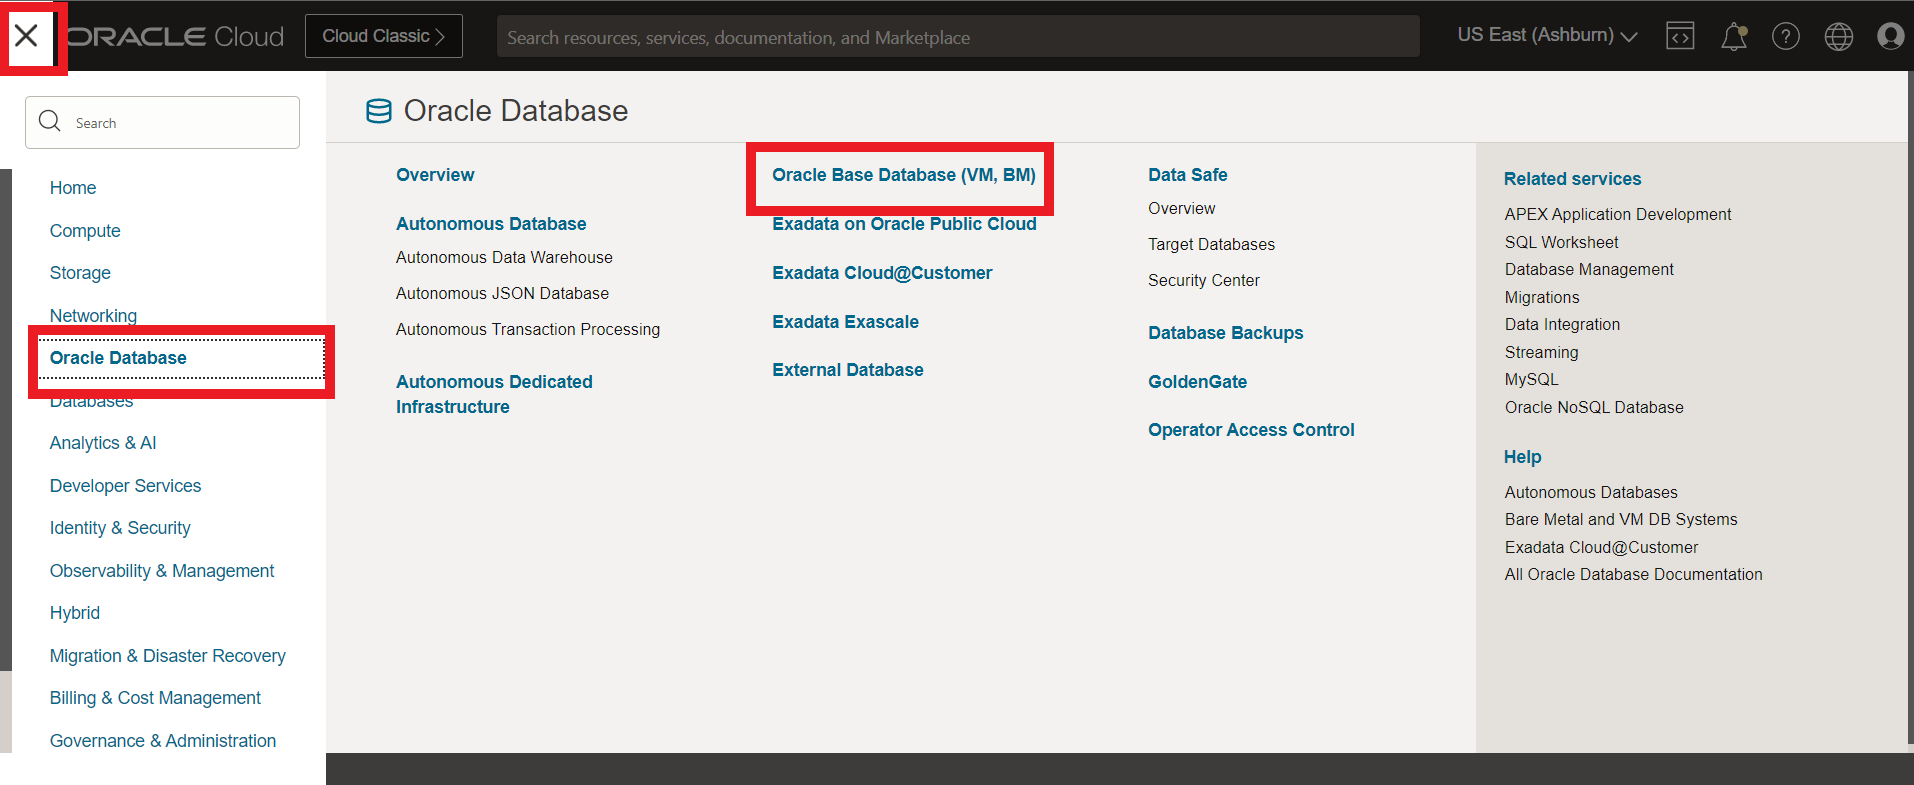 ORACLE Cloud
Cloud Classic
Search resources, services, documentation, and Marketplace
US East (Ashburn)
Search
Home
Compute
Storage
Networking
Oracle Database
Databases
Analytics & AI
Developer Services
Identity & Security
Observability & Management
Hybrid
Migration & Disaster Recovery
Billing & Cost Management
Governance & Administration
Oracle Database
Overview
Autonomous Database
Autonomous Data Warehouse
Autonomous JSON Database
Autonomous Transaction Processing
Autonomous Dedicated
Infrastructure
Oracle Base Database (VM, BM)
Exadata on Oracle Public Cloud
Exadata Cloud@Customer
Exadata Exascale
External Database
Data Safe
Overview
Target Databases
Security Center
Database Backups
GoldenGate
Operator Access Control
Related services
APEX Application Development
SQL Worksheet
Database Management
Migrations
Data Integration
Streaming
MySQL
Oracle NoSQL Database
Help
Autonomous Databases
Bare Metal and VM DB Systems
Exadata Cloud@Customer
All Oracle Database Documentation